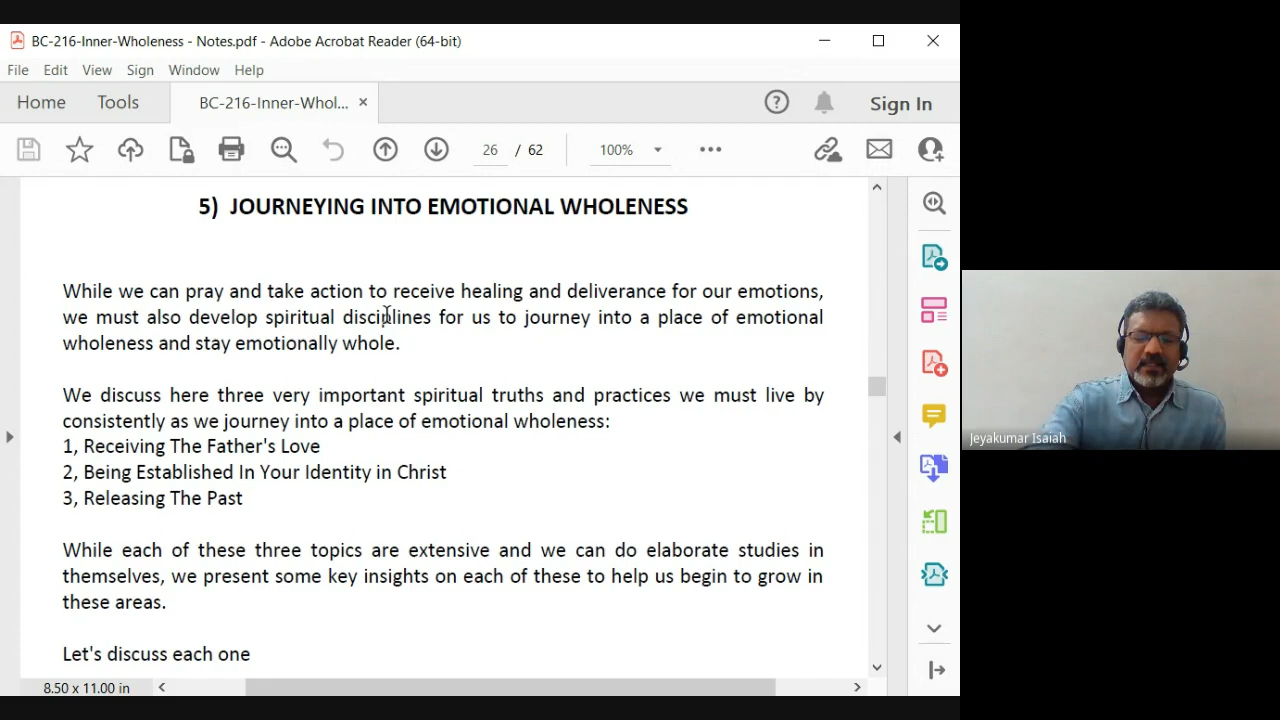 BC-216-Inner-Wholeness - Notes.pdf - Adobe Acrobat Reader (64-bit)
File Edit View Sign Window Help
Home Tools BC-216-Inner-Whol... × Sign In
26 / 62 100%
5) JOURNEYING INTO EMOTIONAL WHOLENESS
While we can pray and take action to receive healing and deliverance for our emotions,
we must also develop spiritual disciplines for us to journey into a place of emotional
wholeness and stay emotionally whole.
We discuss here three very important spiritual truths and practices we must live by
consistently as we journey into a place of emotional wholeness:
1, Receiving The Father's Love
2, Being Established In Your Identity in Christ
3, Releasing The Past
While each of these three topics are extensive and we can do elaborate studies in
themselves, we present some key insights on each of these to help us begin to grow in
these areas.
Let's discuss each one
8.50 x 11.00 in
Jeyakumar Isaiah